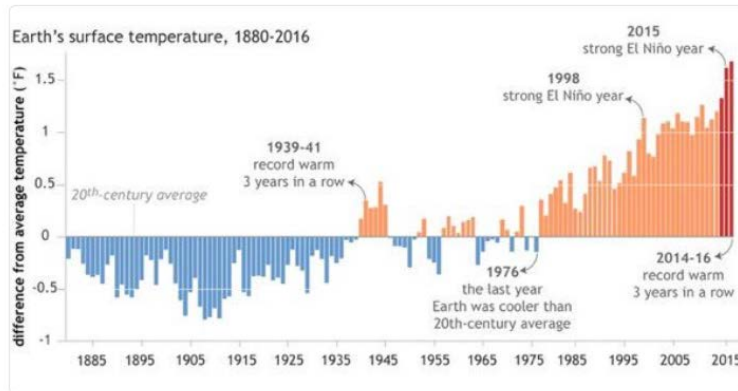 Earth's surface temperature, 1880-2016
difference from average temperature (°F)
1.5
1
0.5
0
-0.5
-1
20th-century average
1939-41
record warm
3 years in a row
1976
the last year
Earth was cooler than
20th-century average
1998
strong El Niño year
2015
strong El Niño year
2014-16
record warm
3 years in a row
1885 1895 1905 1915 1925 1935 1945 1955 1965 1975 1985 1995 2005 2015